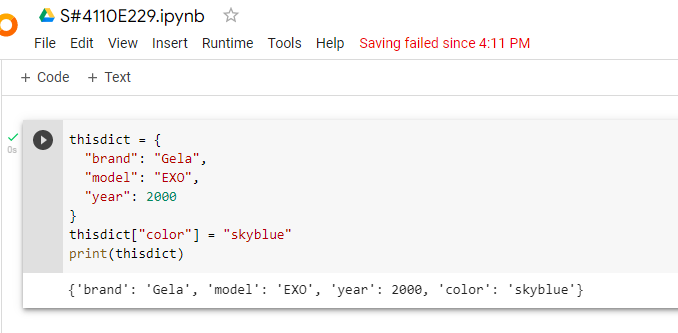 S#4110E229.ipynb
File Edit View Insert Runtime Tools Help Saving failed since 4:11 PM
+ Code + Text
0s
thisdict = {
  "brand": "Gela",
  "model": "EXO",
  "year": 2000
}
thisdict["color"] = "skyblue"
print(thisdict)
{'brand': 'Gela', 'model': 'EXO', 'year': 2000, 'color': 'skyblue'}